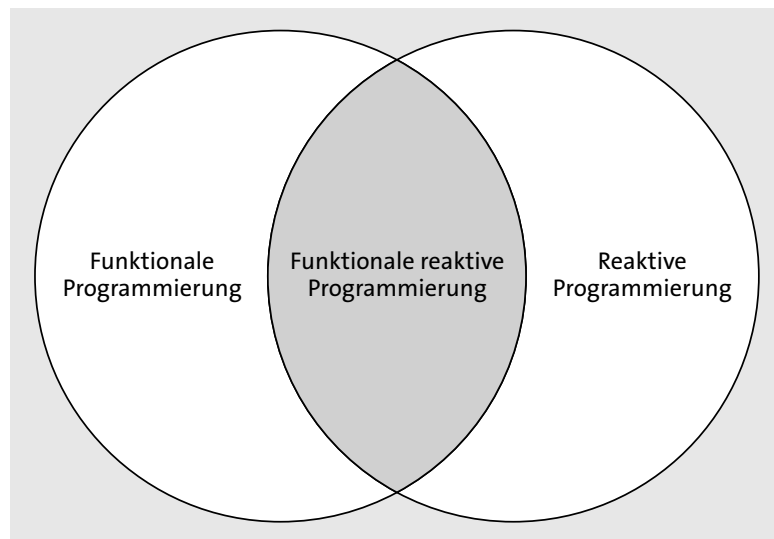 Funktionale
Programmierung
Funktionale reaktive
Programmierung
Reaktive
Programmierung